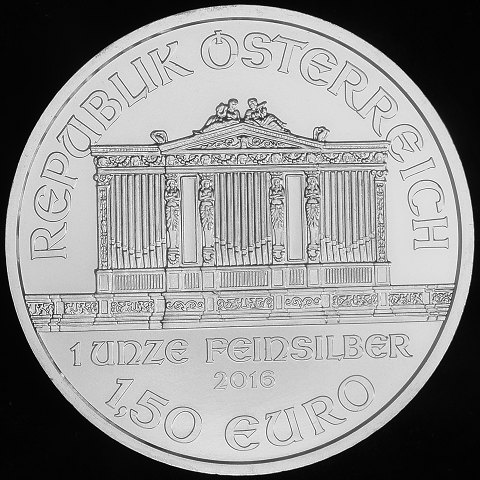 REPUBLIK ÖSTERREICH
1 UNZE FEINSILBER
2016
1,50 EURO